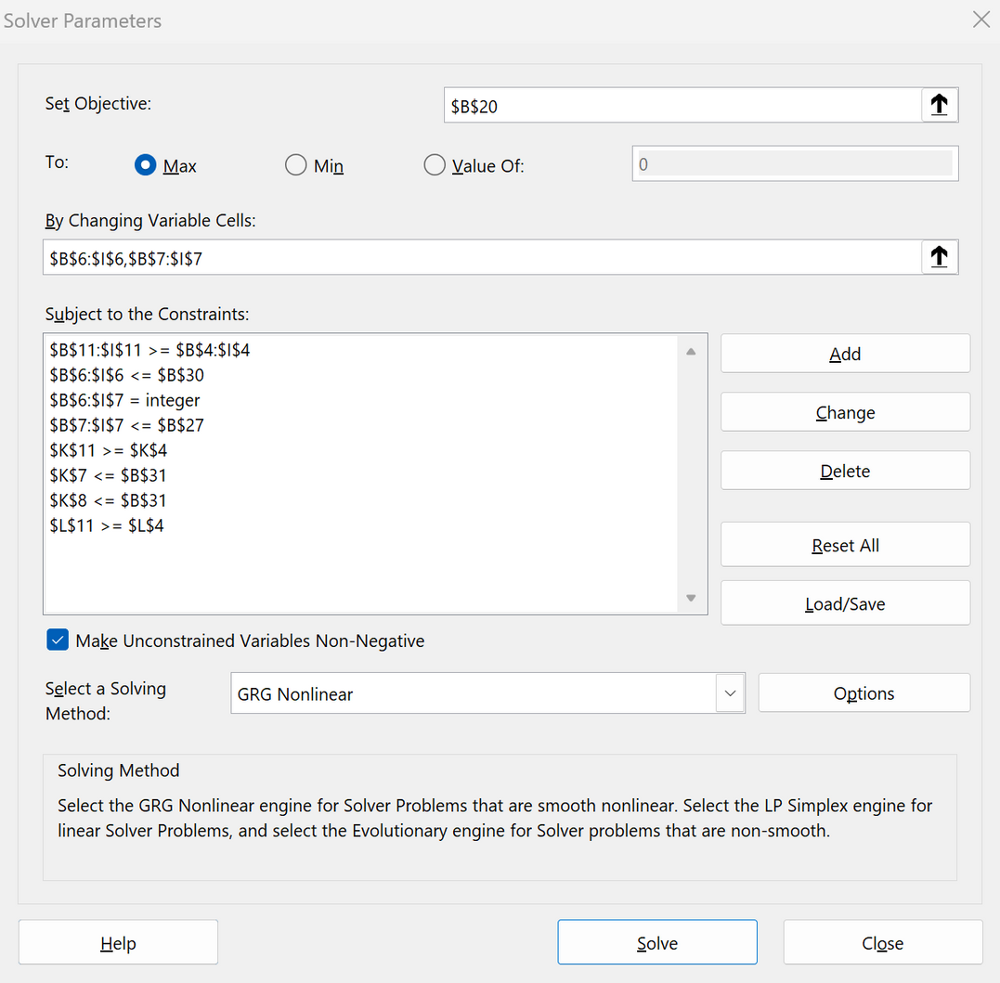 Solver Parameters
Set Objective:
$B$20
To:
Max
Min
Value Of:
0
By Changing Variable Cells:
$B$6:$I$6,$B$7:$I$7
Subject to the Constraints:
$B$11:$I$11 >= $B$4:$I$4
$B$6:$I$6 <= $B$30
$B$6:$I$7 = integer
$B$7:$I$7 <= $B$27
$K$11 >= $K$4
$K$7 <= $B$31
$K$8 <= $B$31
$L$11 >= $L$4
Add
Change
Delete
Reset All
Load/Save
Make Unconstrained Variables Non-Negative
Select a Solving
Method:
GRG Nonlinear
Options
Solving Method
Select the GRG Nonlinear engine for Solver Problems that are smooth nonlinear. Select the LP Simplex engine for
linear Solver Problems, and select the Evolutionary engine for Solver problems that are non-smooth.
Help
Solve
Close